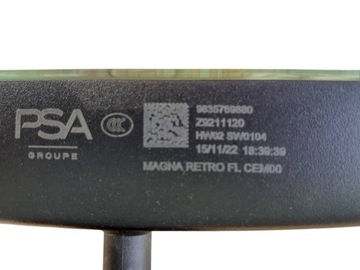 PSA
GROUPE
9835769880
Z9211120
HW02 SW0104
15/11/22 18:39:39
MAGNA RETRO FL CEM00